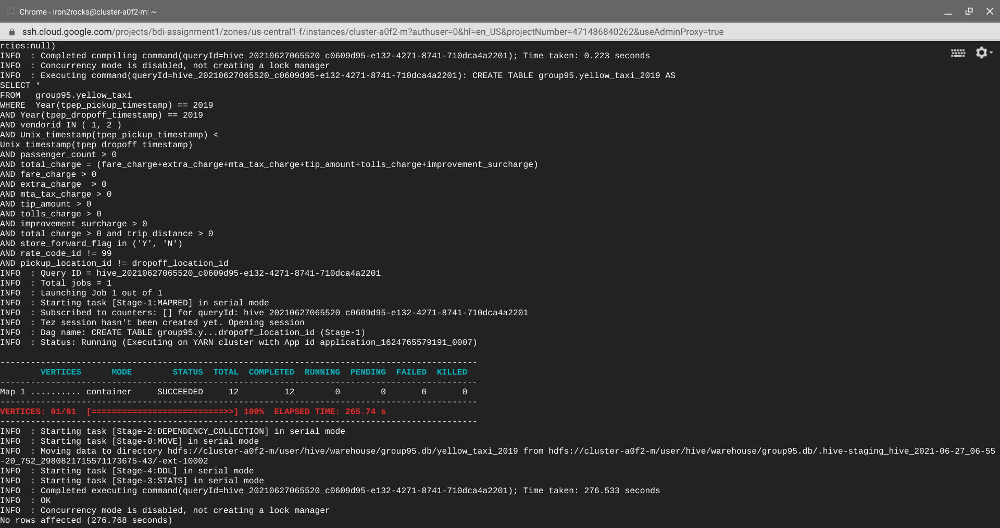 Chrome - iron2rocks@cluster-a0f2-m: ~
ssh.cloud.google.com/projects/bdi-assignment1/zones/us-central1-f/instances/cluster-a0f2-m?authuser=0&hl=en_US&projectNumber=471486840262&useAdminProxy=true
rties:null)
INFO  : Completed compiling command(queryId=hive_20210627065520_c0609d95-e132-4271-8741-710dca4a2201); Time taken: 0.223 seconds
INFO  : Concurrency mode is disabled, not creating a lock manager
INFO  : Executing command(queryId=hive_20210627065520_c0609d95-e132-4271-8741-710dca4a2201): CREATE TABLE group95.yellow_taxi_2019 AS
SELECT *
FROM   group95.yellow_taxi
WHERE  Year(tpep_pickup_timestamp) == 2019
AND Year(tpep_dropoff_timestamp) == 2019
AND vendorid IN ( 1, 2 )
AND Unix_timestamp(tpep_pickup_timestamp) <
Unix_timestamp(tpep_dropoff_timestamp)
AND passenger_count > 0
AND total_charge = (fare_charge+extra_charge+mta_tax_charge+tip_amount+tolls_charge+improvement_surcharge)
AND fare_charge > 0
AND extra_charge  > 0
AND mta_tax_charge > 0
AND tip_amount > 0
AND tolls_charge > 0
AND improvement_surcharge > 0
AND total_charge > 0 and trip_distance > 0
AND store_forward_flag in ('Y', 'N')
AND rate_code_id != 99
AND pickup_location_id != dropoff_location_id
INFO  : Query ID = hive_20210627065520_c0609d95-e132-4271-8741-710dca4a2201
INFO  : Total jobs = 1
INFO  : Launching Job 1 out of 1
INFO  : Starting task [Stage-1:MAPRED] in serial mode
INFO  : Subscribed to counters: [] for queryId: hive_20210627065520_c0609d95-e132-4271-8741-710dca4a2201
INFO  : Tez session hasn't been created yet. Opening session
INFO  : Dag name: CREATE TABLE group95.y...dropoff_location_id (Stage-1)
INFO  : Status: Running (Executing on YARN cluster with App id application_1624765579191_0007)
----------------------------------------------------------------------------------------------
        VERTICES      MODE        STATUS  TOTAL  COMPLETED  RUNNING  PENDING  FAILED  KILLED
----------------------------------------------------------------------------------------------
Map 1 .......... container     SUCCEEDED     12         12        0        0       0       0
----------------------------------------------------------------------------------------------
VERTICES: 01/01  [==========================>>] 100%  ELAPSED TIME: 265.74 s
----------------------------------------------------------------------------------------------
INFO  : Starting task [Stage-2:DEPENDENCY_COLLECTION] in serial mode
INFO  : Starting task [Stage-0:MOVE] in serial mode
INFO  : Moving data to directory hdfs://cluster-a0f2-m/user/hive/warehouse/group95.db/yellow_taxi_2019 from hdfs://cluster-a0f2-m/user/hive/warehouse/group95.db/.hive-staging_hive_2021-06-27_06-55
-20_752_2980821715571173675-43/-ext-10002
INFO  : Starting task [Stage-4:DDL] in serial mode
INFO  : Starting task [Stage-3:STATS] in serial mode
INFO  : Completed executing command(queryId=hive_20210627065520_c0609d95-e132-4271-8741-710dca4a2201); Time taken: 276.533 seconds
INFO  : OK
INFO  : Concurrency mode is disabled, not creating a lock manager
No rows affected (276.768 seconds)